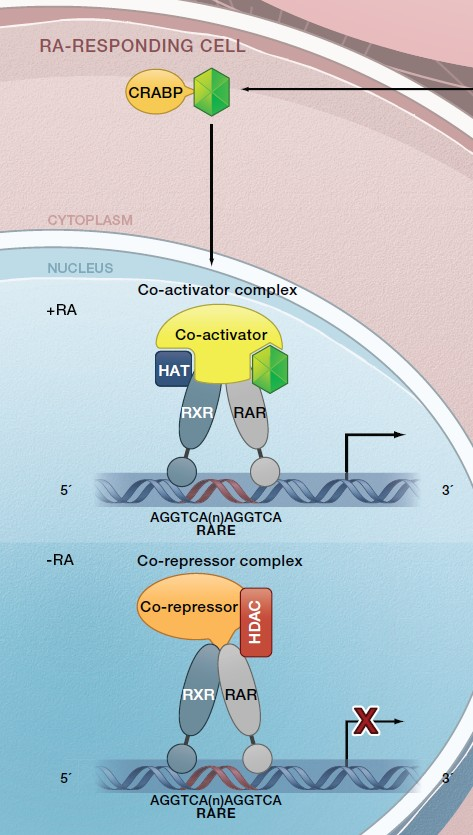 RA-RESPONDING CELL
CRABP
CYTOPLASM
NUCLEUS
Co-activator complex
+RA
Co-activator
HAT
RXR RAR
5´ 3´
AGGTCA(n)AGGTCA
RARE
-RA
Co-repressor complex
Co-repressor
HDAC
RXR RAR
X
5´ 3´
AGGTCA(n)AGGTCA
RARE